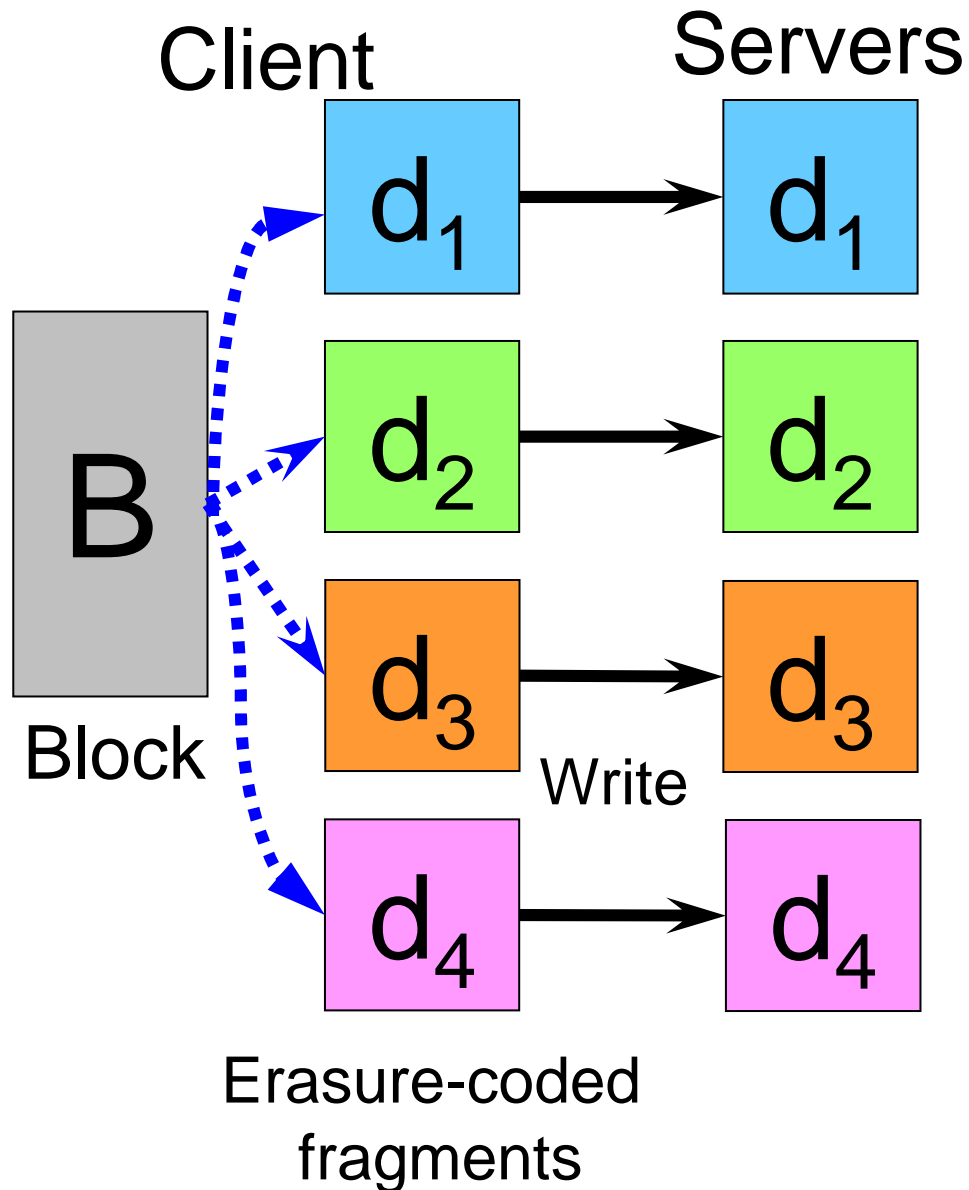 Client
Servers
d1
d1
B
d2
d2
d3
d3
Block
Write
d4
d4
Erasure-coded
fragments